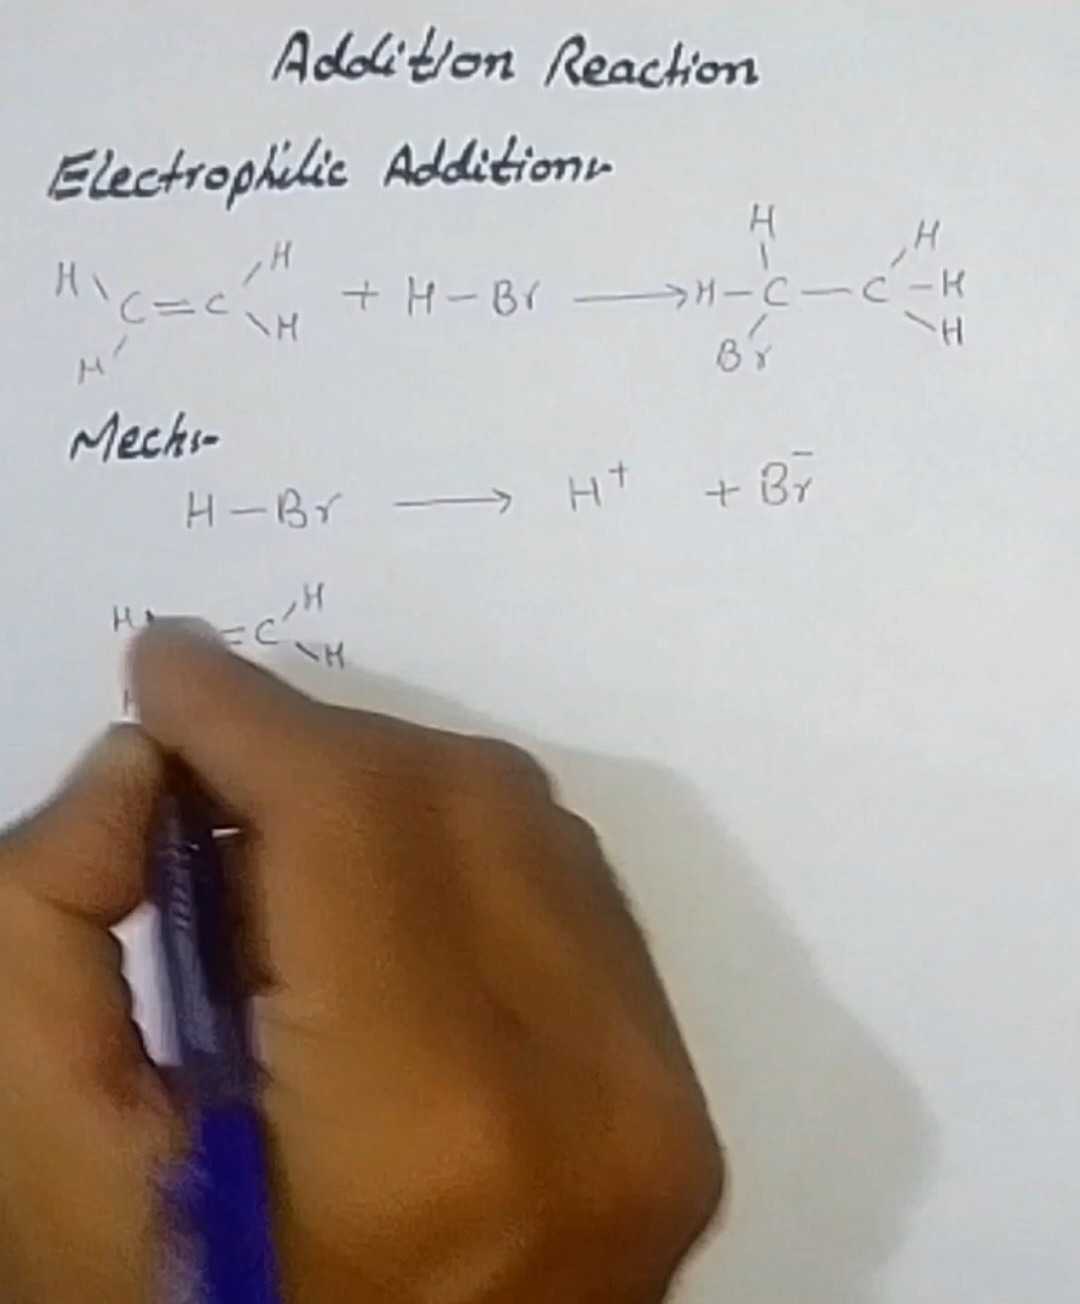 Addition Reaction
Electrophilic Addition:-
H H H H
C=C + H-Br ⟶ H-C-C-H
H H Br H
Mech:-
H-Br ⟶ H⁺ + Br⁻
H H
=C
H H